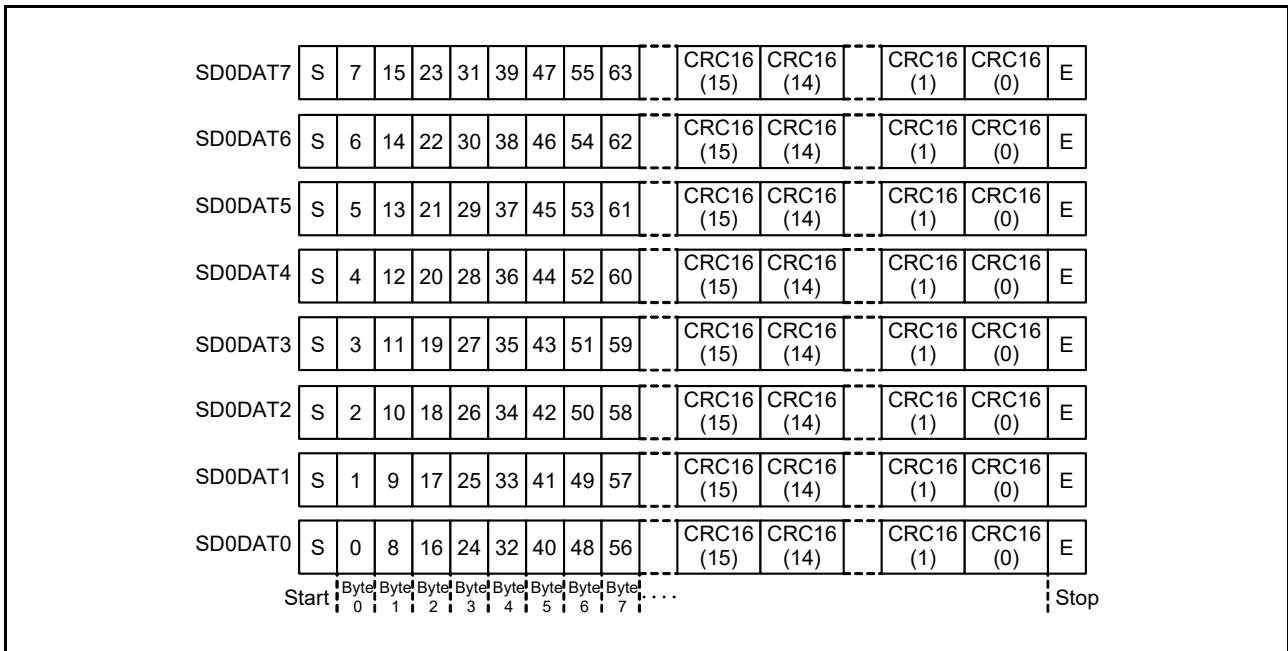 SD0DAT7 S 7 15 23 31 39 47 55 63 CRC16 (15) CRC16 (14) CRC16 (1) CRC16 (0) E
SD0DAT6 S 6 14 22 30 38 46 54 62 CRC16 (15) CRC16 (14) CRC16 (1) CRC16 (0) E
SD0DAT5 S 5 13 21 29 37 45 53 61 CRC16 (15) CRC16 (14) CRC16 (1) CRC16 (0) E
SD0DAT4 S 4 12 20 28 36 44 52 60 CRC16 (15) CRC16 (14) CRC16 (1) CRC16 (0) E
SD0DAT3 S 3 11 19 27 35 43 51 59 CRC16 (15) CRC16 (14) CRC16 (1) CRC16 (0) E
SD0DAT2 S 2 10 18 26 34 42 50 58 CRC16 (15) CRC16 (14) CRC16 (1) CRC16 (0) E
SD0DAT1 S 1 9 17 25 33 41 49 57 CRC16 (15) CRC16 (14) CRC16 (1) CRC16 (0) E
SD0DAT0 S 0 8 16 24 32 40 48 56 CRC16 (15) CRC16 (14) CRC16 (1) CRC16 (0) E
Start Byte 0 Byte 1 Byte 2 Byte 3 Byte 4 Byte 5 Byte 6 Byte 7 · · · · Stop